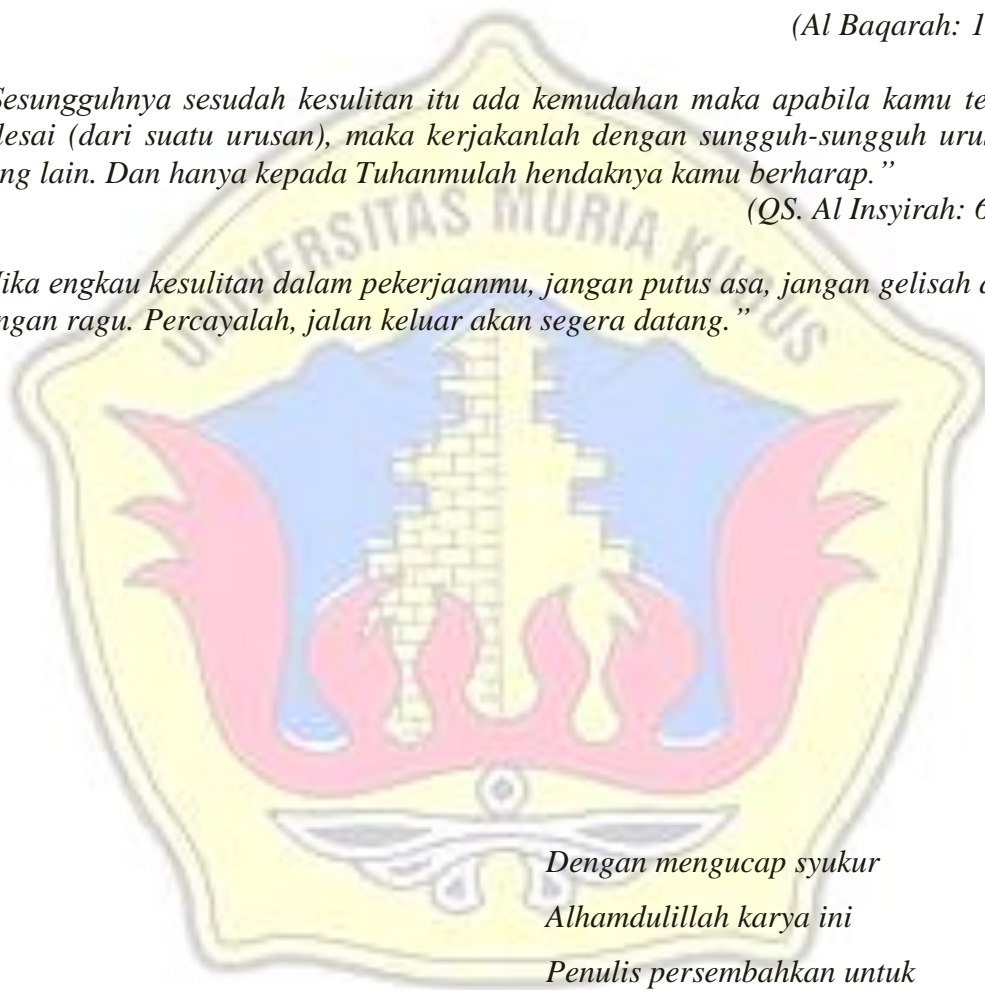 (Al Baqarah: 1
Sesungguhnya sesudah kesulitan itu ada kemudahan maka apabila kamu te
lesai (dari suatu urusan), maka kerjakanlah dengan sungguh-sungguh uru
ng lain. Dan hanya kepada Tuhanmulah hendaknya kamu berharap.”
(QS. Al Insyirah: 6
UNIVERSITAS MURIA KUDUS
Jika engkau kesulitan dalam pekerjaanmu, jangan putus asa, jangan gelisah d
ngan ragu. Percayalah, jalan keluar akan segera datang.”
Dengan mengucap syukur
Alhamdulillah karya ini
Penulis persembahkan untuk